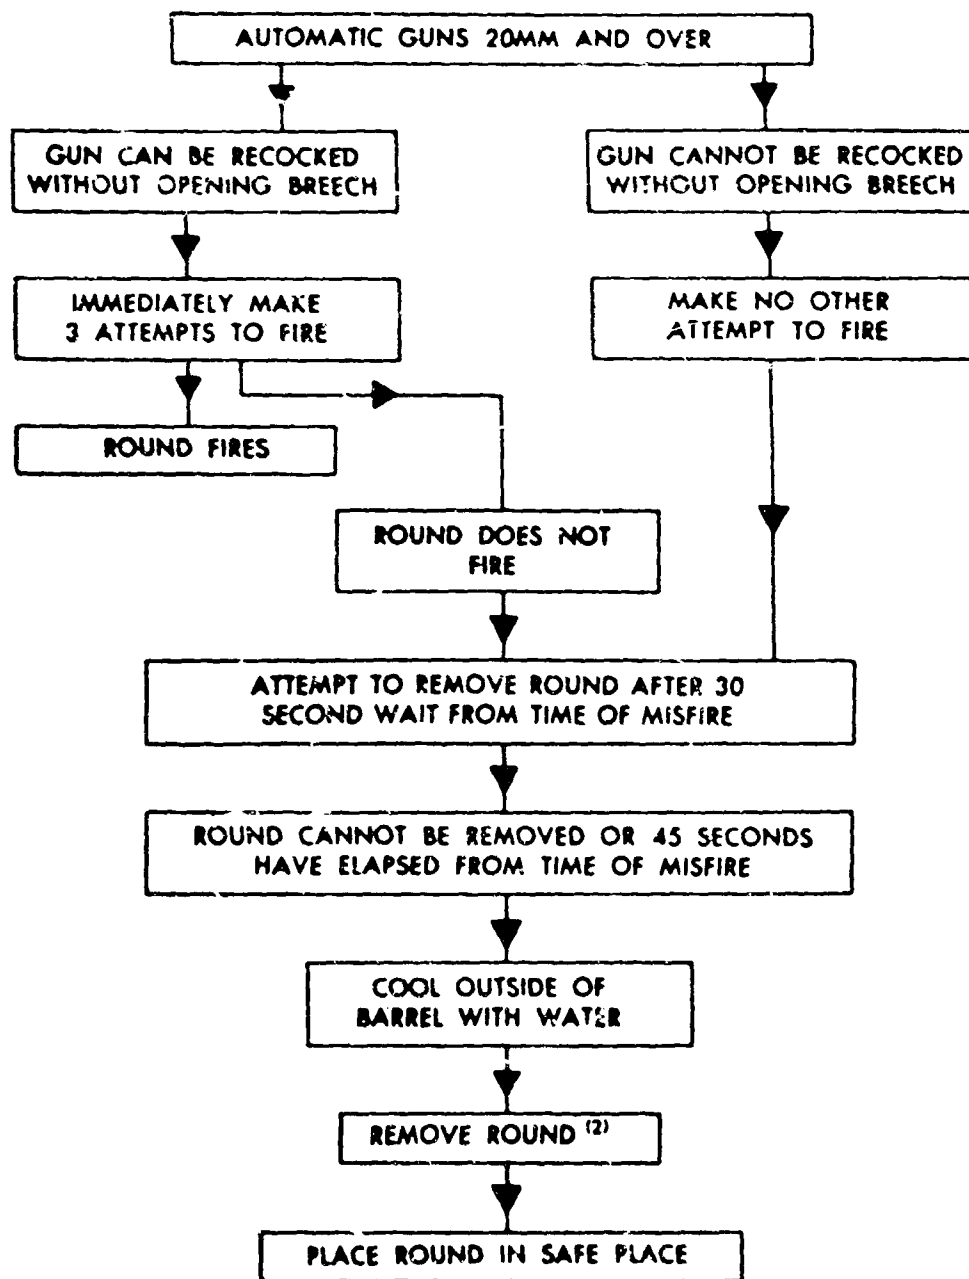 AUTOMATIC GUNS 20MM AND OVER
GUN CAN BE RECOCKED
WITHOUT OPENING BREECH
GUN CANNOT BE RECOCKED
WITHOUT OPENING BREECH
IMMEDIATELY MAKE
3 ATTEMPTS TO FIRE
MAKE NO OTHER
ATTEMPT TO FIRE
ROUND FIRES
ROUND DOES NOT
FIRE
ATTEMPT TO REMOVE ROUND AFTER 30
SECOND WAIT FROM TIME OF MISFIRE
ROUND CANNOT BE REMOVED OR 45 SECONDS
HAVE ELAPSED FROM TIME OF MISFIRE
COOL OUTSIDE OF
BARREL WITH WATER
REMOVE ROUND (2)
PLACE ROUND IN SAFE PLACE